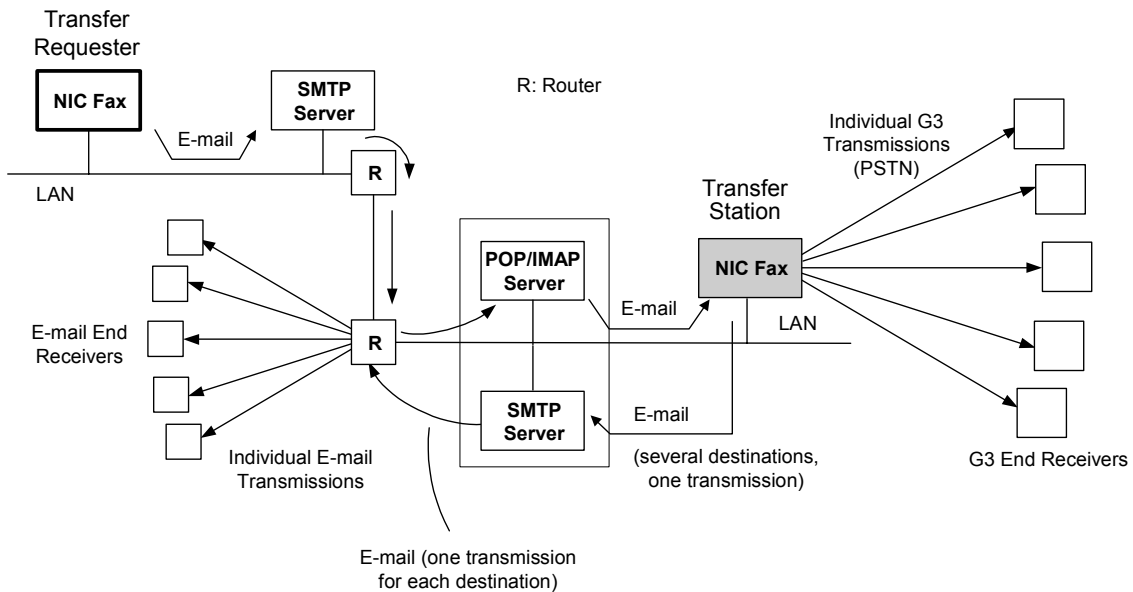 Transfer
Requester
NIC Fax
SMTP
Server
R: Router
E-mail
R
LAN
Individual G3
Transmissions
(PSTN)
Transfer
Station
NIC Fax
POP/IMAP
Server
E-mail
LAN
E-mail End
Receivers
R
SMTP
Server
E-mail
(several destinations,
one transmission)
G3 End Receivers
Individual E-mail
Transmissions
E-mail (one transmission
for each destination)